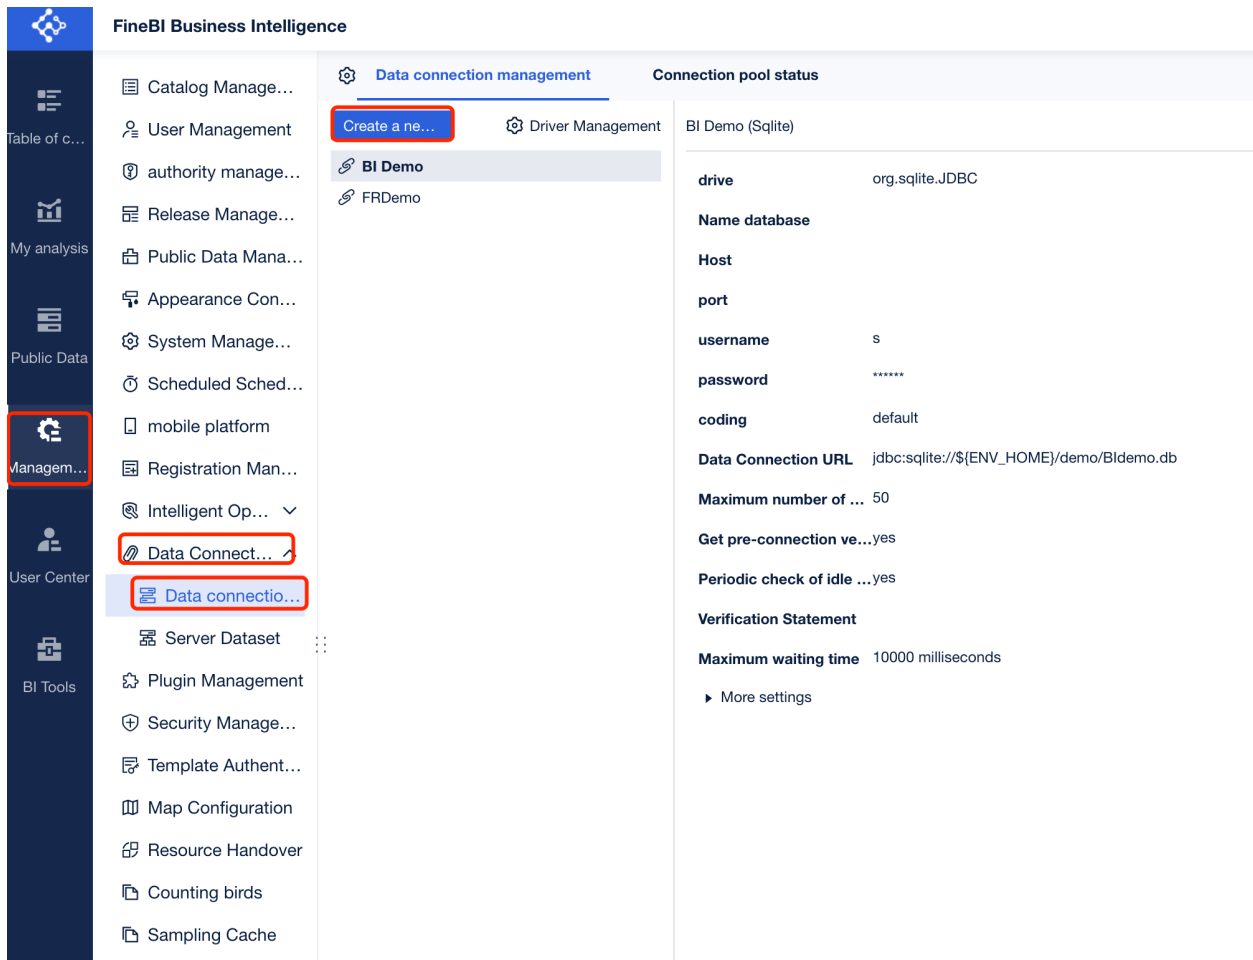 FineBI Business Intelligence
Table of c...
My analysis
Public Data
Managem...
User Center
BI Tools
Catalog Manage...
User Management
authority manage...
Release Manage...
Public Data Mana...
Appearance Con...
System Manage...
Scheduled Sched...
mobile platform
Registration Man...
Intelligent Op...
Data Connect...
Data connectio...
Server Dataset
Plugin Management
Security Manage...
Template Authent...
Map Configuration
Resource Handover
Counting birds
Sampling Cache
Data connection management
Connection pool status
Create a ne...
Driver Management
BI Demo
FRDemo
BI Demo (Sqlite)
drive org.sqlite.JDBC
Name database
Host
port
username s
password ******
coding default
Data Connection URL jdbc:sqlite://${ENV_HOME}/demo/BIdemo.db
Maximum number of ... 50
Get pre-connection ve... yes
Periodic check of idle ... yes
Verification Statement
Maximum waiting time 10000 milliseconds
More settings